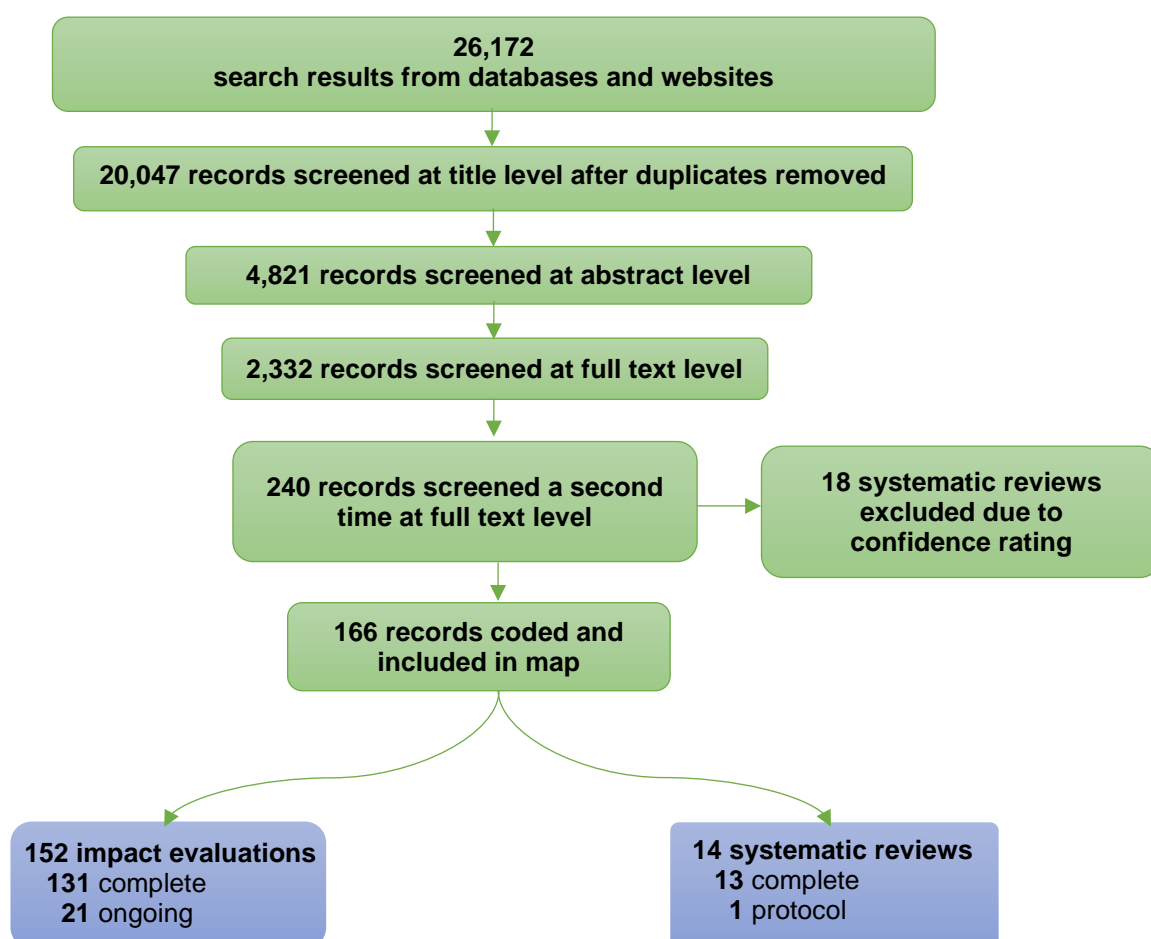 26,172
search results from databases and websites
20,047 records screened at title level after duplicates removed
4,821 records screened at abstract level
2,332 records screened at full text level
240 records screened a second
time at full text level
18 systematic reviews
excluded due to
confidence rating
166 records coded and
included in map
152 impact evaluations
131 complete
21 ongoing
14 systematic reviews
13 complete
1 protocol